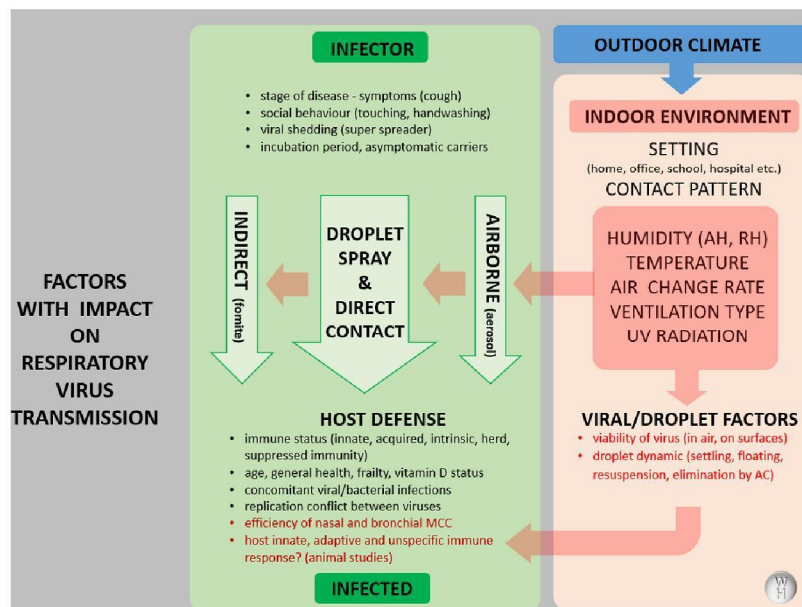 FACTORS
WITH IMPACT
ON
RESPIRATORY
VIRUS
TRANSMISSION
INFECTOR
• stage of disease - symptoms (cough)
• social behaviour (touching, handwashing)
• viral shedding (super spreader)
• incubation period, asymptomatic carriers
INDIRECT
(fomite)
DROPLET
SPRAY
&
DIRECT
CONTACT
AIRBORNE
(aerosol)
HOST DEFENSE
• immune status (innate, acquired, intrinsic, herd,
suppressed immunity)
• age, general health, frailty, vitamin D status
• concomitant viral/bacterial infections
• replication conflict between viruses
• efficiency of nasal and bronchial MCC
• host innate, adaptive and unspecific immune
response? (animal studies)
INFECTED
OUTDOOR CLIMATE
INDOOR ENVIRONMENT
SETTING
(home, office, school, hospital etc.)
CONTACT PATTERN
HUMIDITY (AH, RH)
TEMPERATURE
AIR CHANGE RATE
VENTILATION TYPE
UV RADIATION
VIRAL/DROPLET FACTORS
• viability of virus (in air, on surfaces)
• droplet dynamic (settling, floating,
resuspension, elimination by AC)